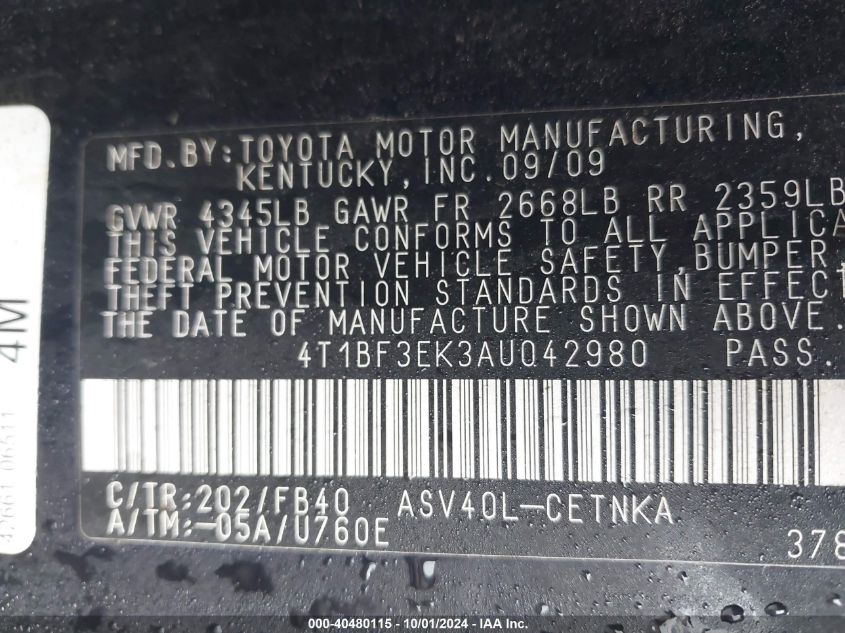 MFD.BY:TOYOTA MOTOR MANUFACTURING,
KENTUCKY,INC.09/09
GVWR 4345LB GAWR FR 2668LB RR 2359LB
THIS VEHICLE CONFORMS TO ALL APPLICA
FEDERAL MOTOR VEHICLE SAFETY,BUMPER,
THEFT PREVENTION STANDARDS IN EFFECT
THE DATE OF MANUFACTURE SHOWN ABOVE.
4T1BF3EK3AU042980 PASS.
C/TR:202/FB40 ASV40L-CETNKA
A/TM:-05A/U760E
378
4M
42661 06511
000-40480115 - 10/01/2024 - IAA Inc.